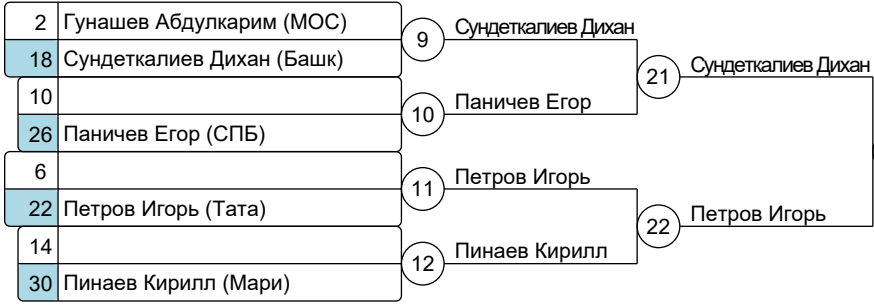 2 Гунашев Абдулкарим (МОС)
18 Сундеткалиев Дихан (Башк)
10
26 Паничев Егор (СПБ)
6
22 Петров Игорь (Тата)
14
30 Пинаев Кирилл (Мари)
9 Сундеткалиев Дихан
10 Паничев Егор
11 Петров Игорь
12 Пинаев Кирилл
21 Сундеткалиев Дихан
22 Петров Игорь